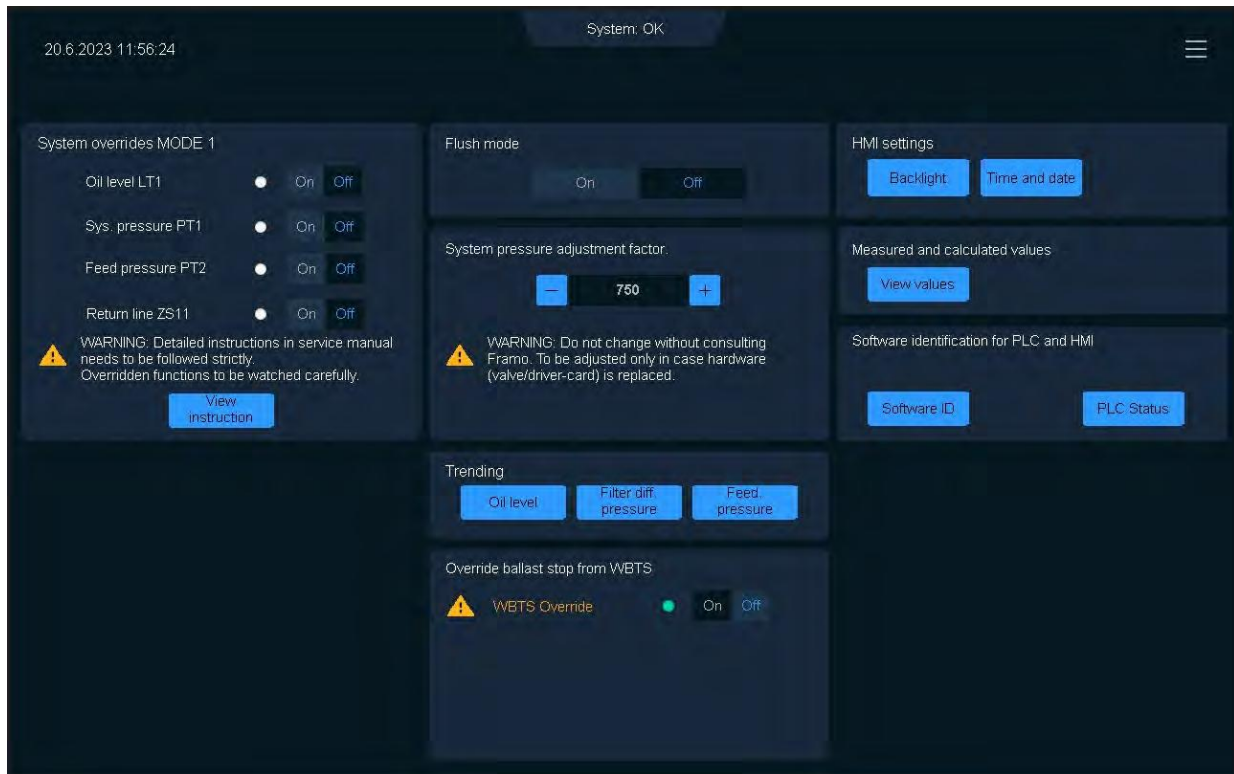 System: OK
20.6.2023 11:56:24
System overrides MODE 1
Oil level LT1 On Off
Sys. pressure PT1 On Off
Feed pressure PT2 On Off
Return line ZS11 On Off
WARNING: Detailed instructions in service manual
needs to be followed strictly.
Overridden functions to be watched carefully.
View
instruction
Flush mode
On Off
System pressure adjustment factor.
− 750 +
WARNING: Do not change without consulting
Framo. To be adjusted only in case hardware
(valve/driver-card) is replaced.
Trending
Oil level
Filter diff.
pressure
Feed.
pressure
Override ballast stop from WBTS
WBTS Override On Off
HMI settings
Backlight Time and date
Measured and calculated values
View values
Software identification for PLC and HMI
Software ID PLC Status